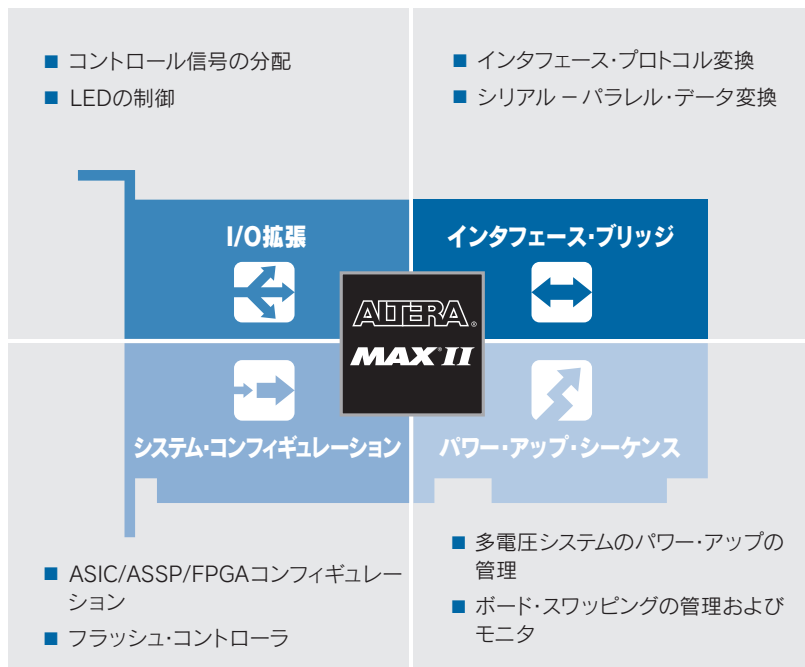 ■ コントロール信号の分配
■ LEDの制御
■ インタフェース・プロトコル変換
■ シリアル − パラレル・データ変換
I/O拡張
インタフェース・ブリッジ
ALTERA®
MAX® II
システム・コンフィギュレーション
パワー・アップ・シーケンス
■ ASIC/ASSP/FPGAコンフィギュレー
ション
■ フラッシュ・コントローラ
■ 多電圧システムのパワー・アップの
管理
■ ボード・スワッピングの管理および
モニタ